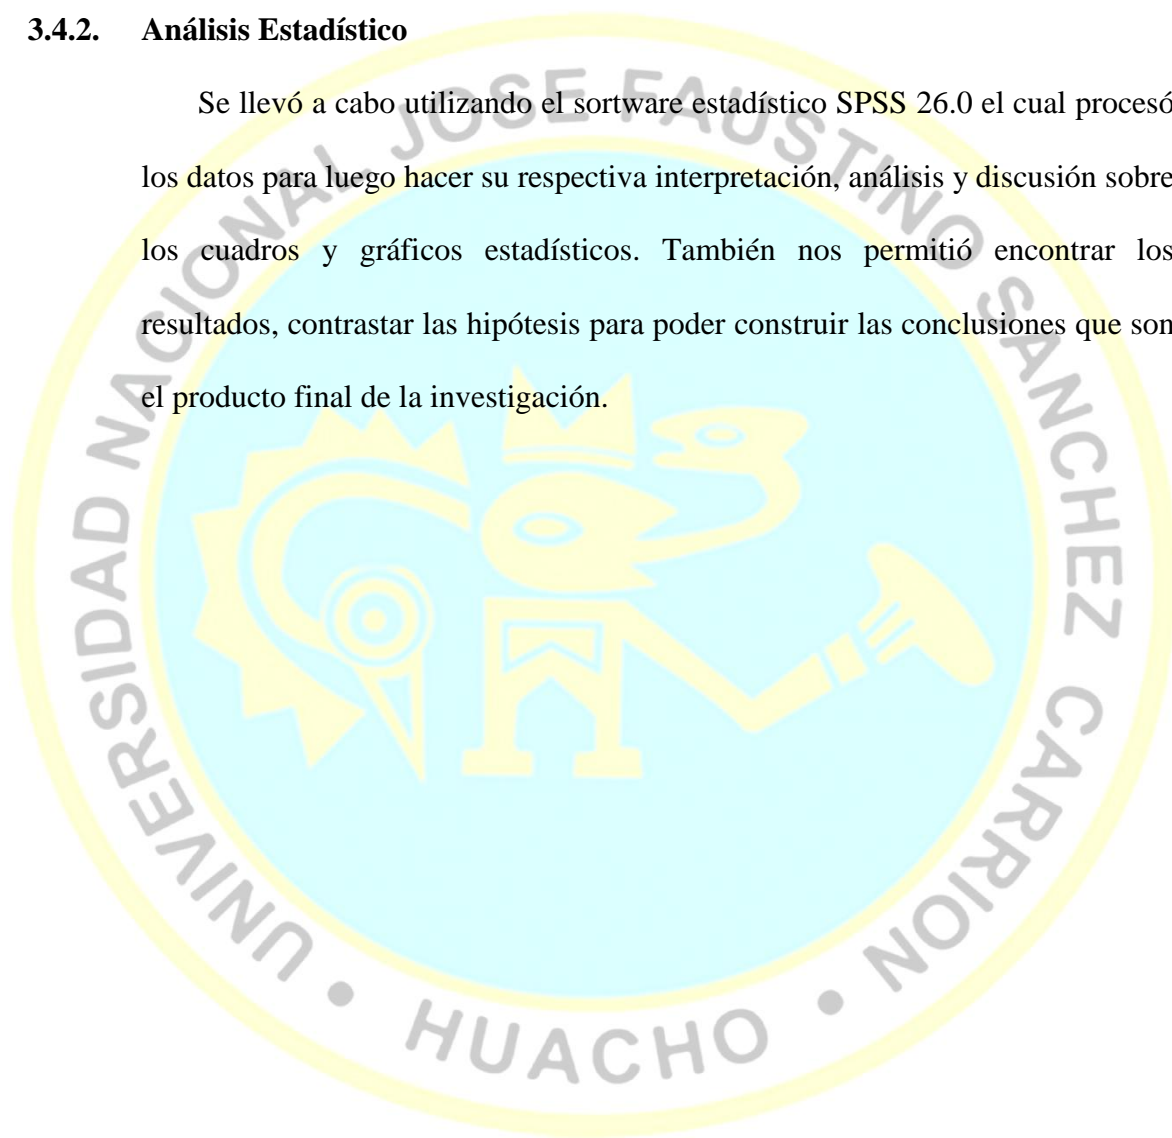 3.4.2. Análisis Estadístico
Se llevó a cabo utilizando el sortware estadístico SPSS 26.0 el cual procesó
los datos para luego hacer su respectiva interpretación, análisis y discusión sobre
los cuadros y gráficos estadísticos. También nos permitió encontrar los
resultados, contrastar las hipótesis para poder construir las conclusiones que son
el producto final de la investigación.
UNIVERSIDAD NACIONAL JOSE FAUSTINO SANCHEZ CARRION
• HUACHO •